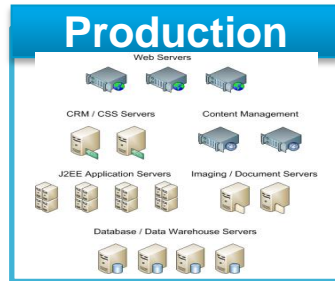 Production
Web Servers
CRM / CSS Servers
Content Management
J2EE Application Servers
Imaging / Document Servers
Database / Data Warehouse Servers